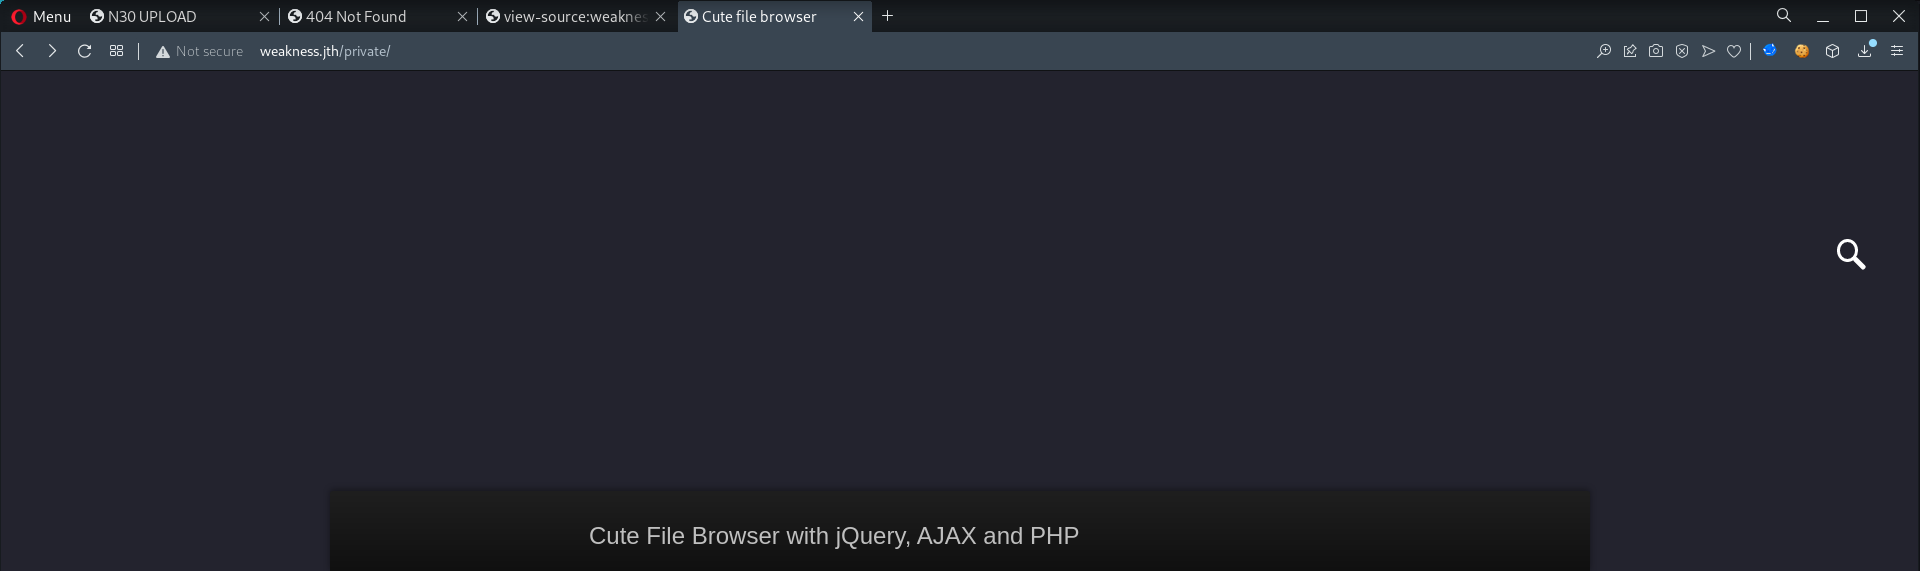 Menu N30 UPLOAD 404 Not Found view-source:weaknes Cute file browser
Not secure weakness.jth/private/
Cute File Browser with jQuery, AJAX and PHP